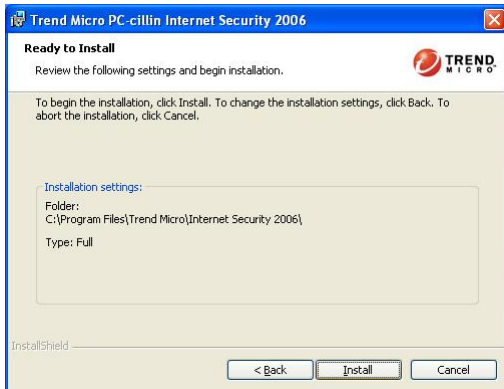 Trend Micro PC-cillin Internet Security 2006
Ready to Install
Review the following settings and begin installation.
TREND
MICRO
To begin the installation, click Install. To change the installation settings, click Back. To
abort the installation, click Cancel.
Installation settings:
Folder:
C:\Program Files\Trend Micro\Internet Security 2006\
Type: Full
InstallShield
< Back
Install
Cancel